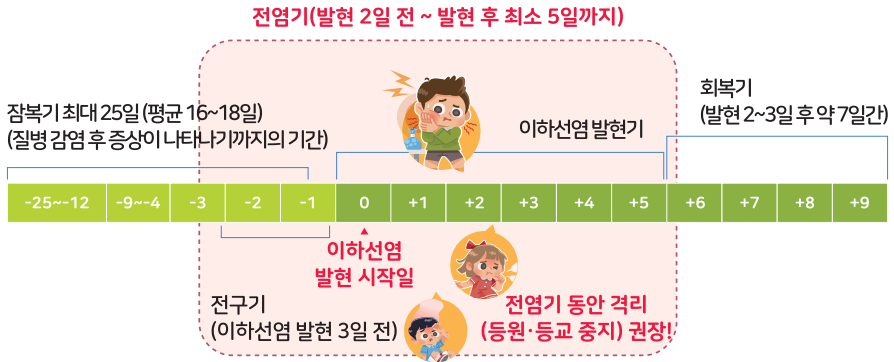 전염기(발현 2일 전 ~ 발현 후 최소 5일까지)
잠복기 최대 25일 (평균 16~18일)
(질병 감염 후 증상이 나타나기까지의 기간)
이하선염 발현기
회복기
(발현 2~3일 후 약 7일간)
-25~-12 -9~-4 -3 -2 -1 0 +1 +2 +3 +4 +5 +6 +7 +8 +9
이하선염
발현 시작일
전구기
(이하선염 발현 3일 전)
전염기 동안 격리
(등원·등교 중지) 권장!